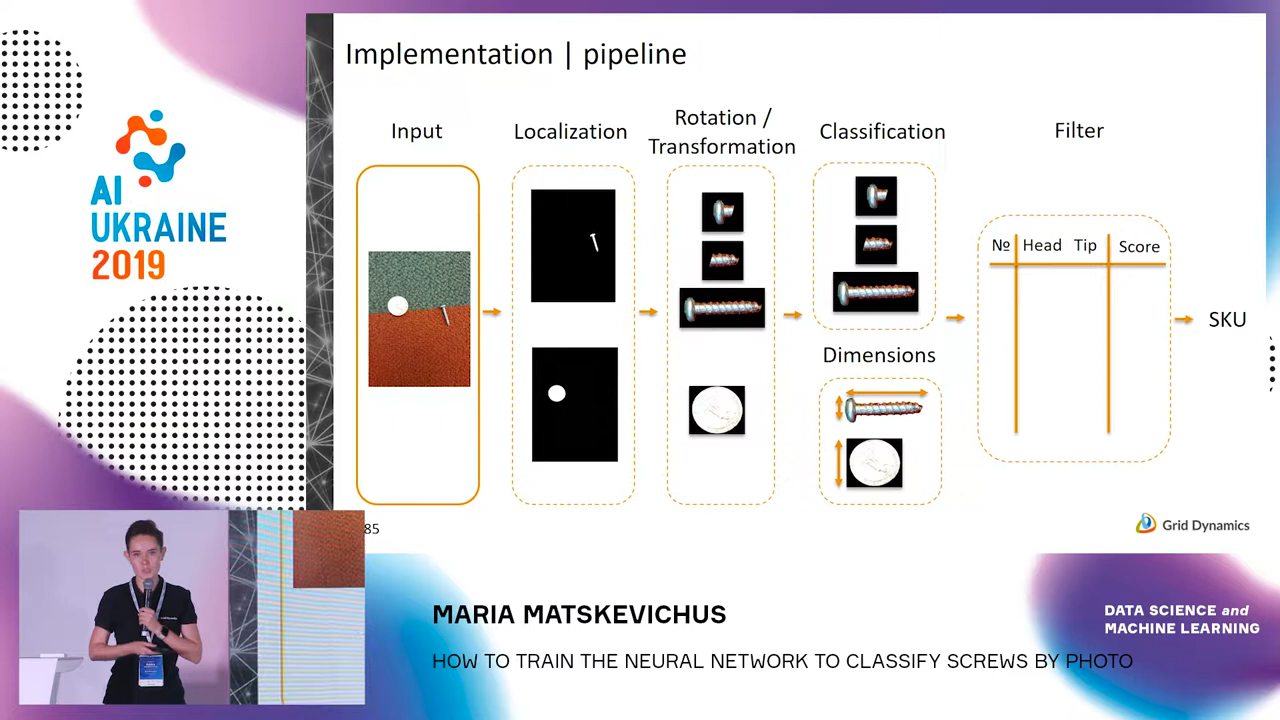 Implementation | pipeline
Input
Localization
Rotation /
Transformation
Classification
Filter
Dimensions
№ Head Tip Score
SKU
85
Grid Dynamics
AI
UKRAINE
2019
MARIA MATSKEVICHUS
HOW TO TRAIN THE NEURAL NETWORK TO CLASSIFY SCREWS BY PHOTO
DATA SCIENCE and
MACHINE LEARNING